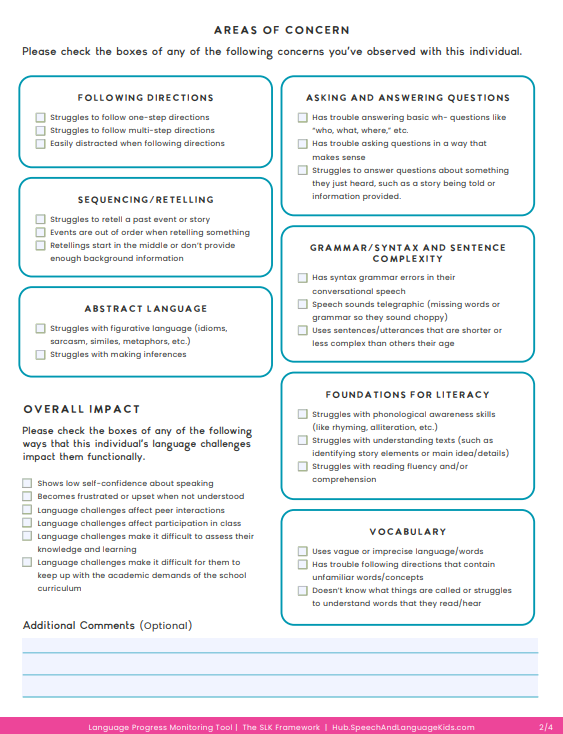 AREAS OF CONCERN
Please check the boxes of any of the following concerns you've observed with this individual.
FOLLOWING DIRECTIONS
Struggles to follow one-step directions
Struggles to follow multi-step directions
Easily distracted when following directions
SEQUENCING/RETELLING
Struggles to retell a past event or story
Events are out of order when retelling something
Retellings start in the middle or don't provide
enough background information
ABSTRACT LANGUAGE
Struggles with figurative language (idioms,
sarcasm, similes, metaphors, etc.)
Struggles with making inferences
OVERALL IMPACT
Please check the boxes of any of the following
ways that this individual's language challenges
impact them functionally.
Shows low self-confidence about speaking
Becomes frustrated or upset when not understood
Language challenges affect peer interactions
Language challenges affect participation in class
Language challenges make it difficult to assess their
knowledge and learning
Language challenges make it difficult for them to
keep up with the academic demands of the school
curriculum
ASKING AND ANSWERING QUESTIONS
Has trouble answering basic wh- questions like
"who, what, where," etc.
Has trouble asking questions in a way that
makes sense
Struggles to answer questions about something
they just heard, such as a story being told or
information provided.
GRAMMAR/SYNTAX AND SENTENCE
COMPLEXITY
Has syntax grammar errors in their
conversational speech
Speech sounds telegraphic (missing words or
grammar so they sound choppy)
Uses sentences/utterances that are shorter or
less complex than others their age
FOUNDATIONS FOR LITERACY
Struggles with phonological awareness skills
(like rhyming, alliteration, etc.)
Struggles with understanding texts (such as
identifying story elements or main idea/details)
Struggles with reading fluency and/or
comprehension
VOCABULARY
Uses vague or imprecise language/words
Has trouble following directions that contain
unfamiliar words/concepts
Doesn't know what things are called or struggles
to understand words that they read/hear
Additional Comments (Optional)
Language Progress Monitoring Tool | The SLK Framework | Hub.SpeechAndLanguageKids.com 2/4